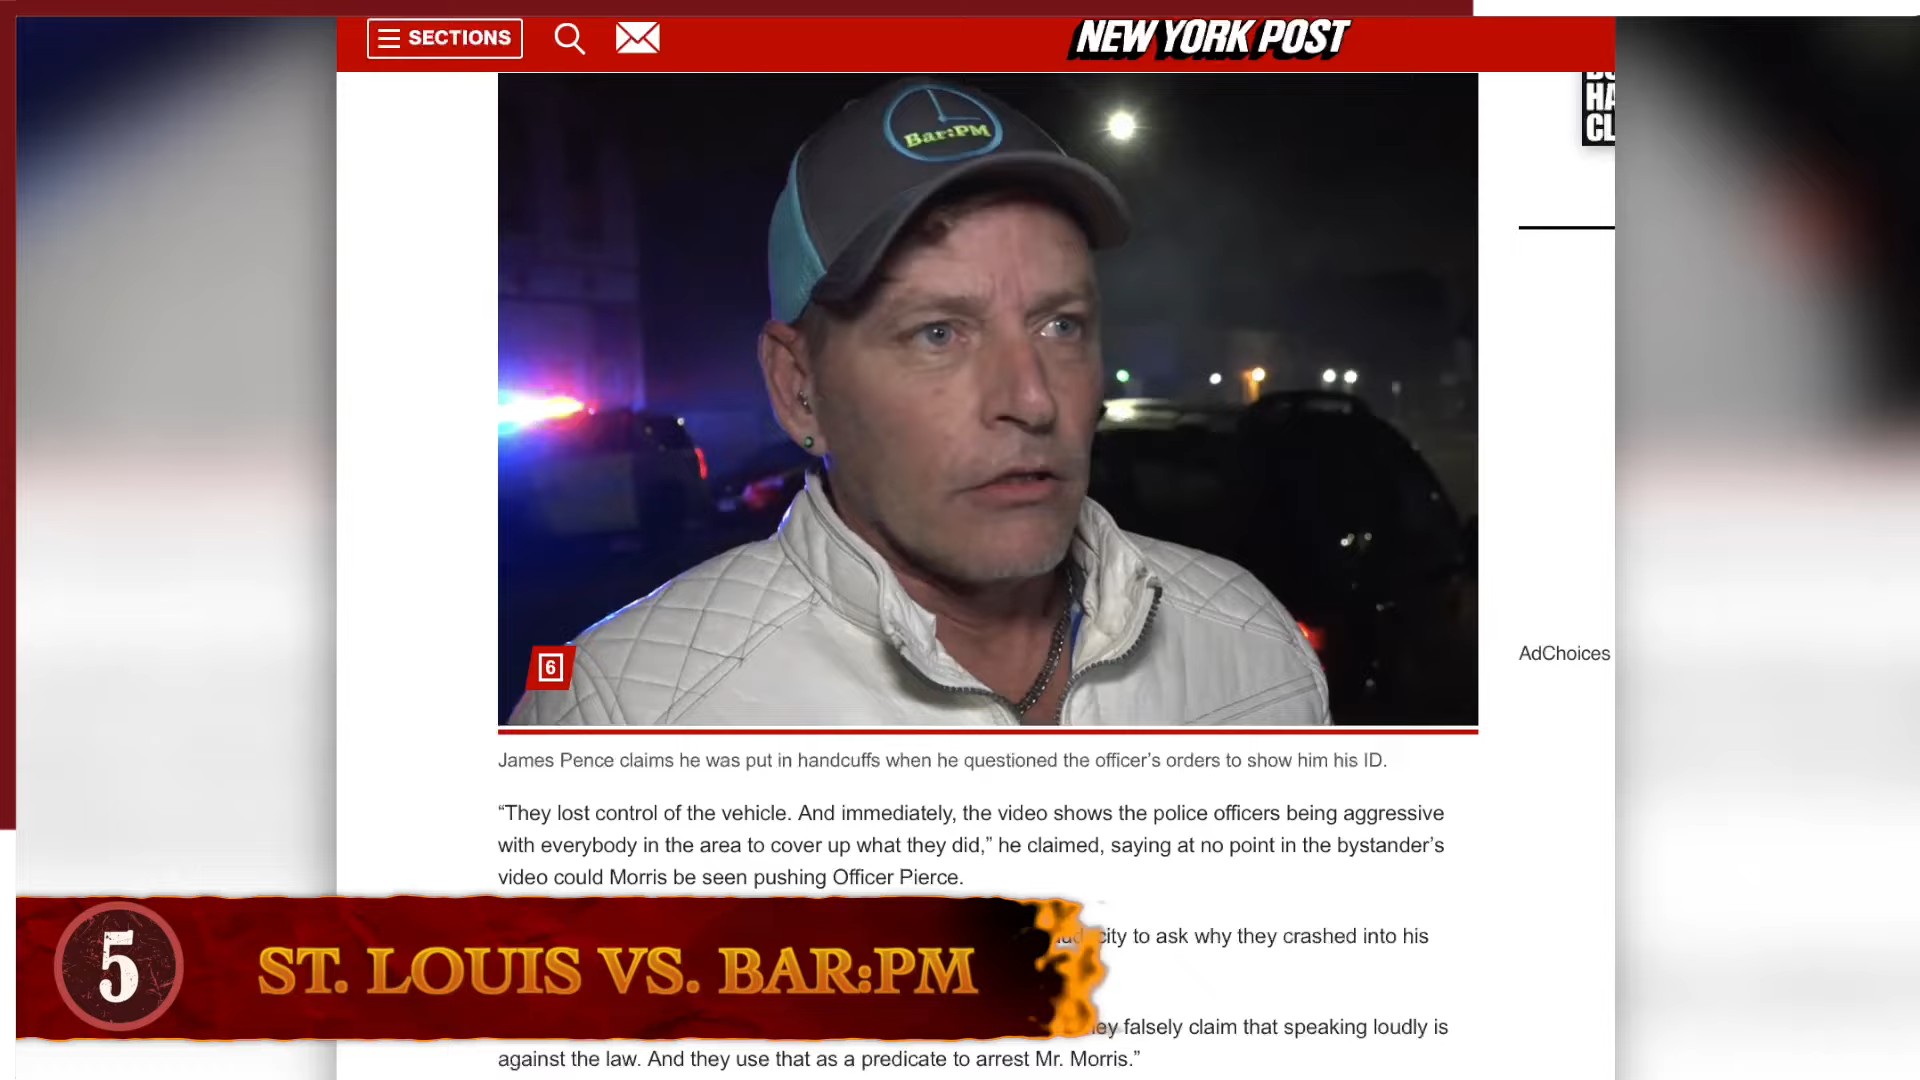 SECTIONS
NEW YORK POST
HA
CL
Bar:PM
6
AdChoices
James Pence claims he was put in handcuffs when he questioned the officer's orders to show him his ID.
“They lost control of the vehicle. And immediately, the video shows the police officers being aggressive
with everybody in the area to cover up what they did,” he claimed, saying at no point in the bystander’s
video could Morris be seen pushing Officer Pierce.
to ask why they crashed into his
falsely claim that speaking loudly is
against the law. And they use that as a predicate to arrest Mr. Morris.”
5
ST. LOUIS VS. BAR:PM